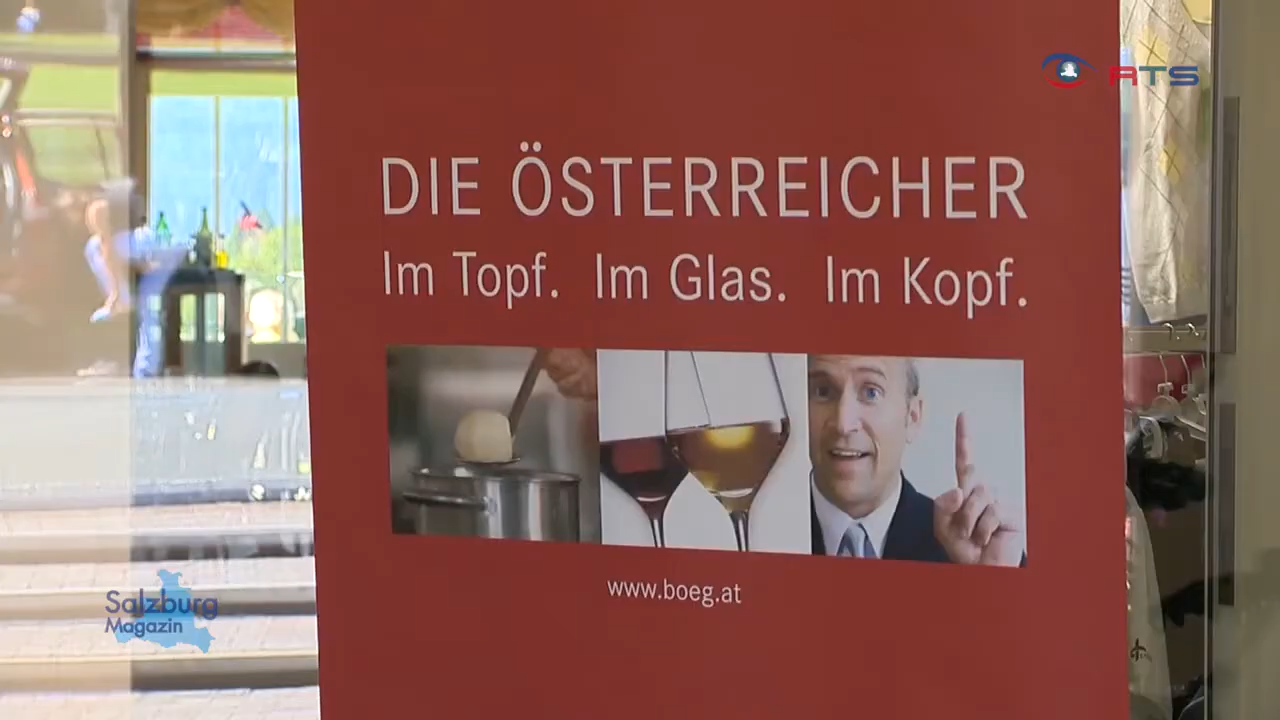 RTS
DIE ÖSTERREICHER
Im Topf. Im Glas. Im Kopf.
www.boeg.at
Salzburg
Magazin